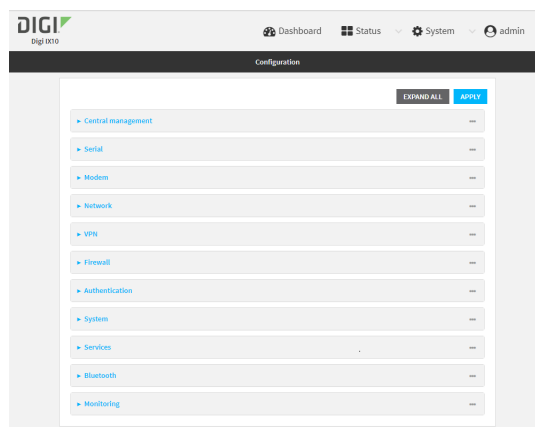 DIGI
Digi IX10
Dashboard Status System admin
Configuration
EXPAND ALL APPLY
Central management
Serial
Modem
Network
VPN
Firewall
Authentication
System
Services
Bluetooth
Monitoring